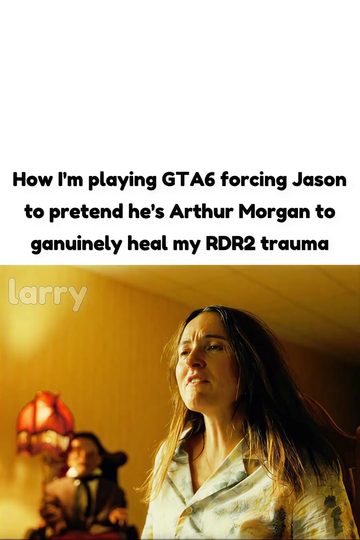 How I'm playing GTA6 forcing Jason
to pretend he's Arthur Morgan to
ganuinely heal my RDR2 trauma
larry